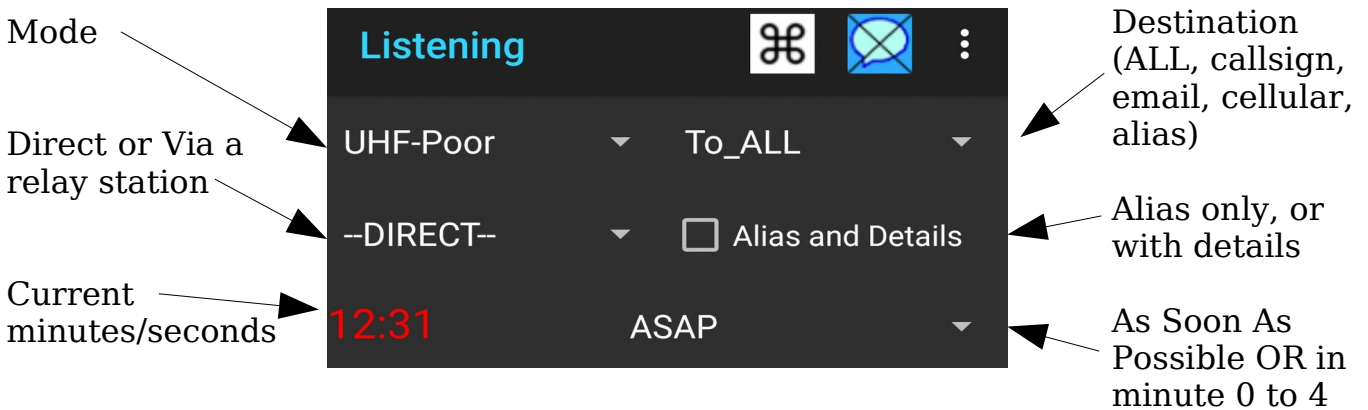 Mode
Direct or Via a
relay station
Current
minutes/seconds
Listening
UHF-Poor
To_ALL
--DIRECT--
Alias and Details
12:31
ASAP
Destination
(ALL, callsign,
email, cellular,
alias)
Alias only, or
with details
As Soon As
Possible OR in
minute 0 to 4